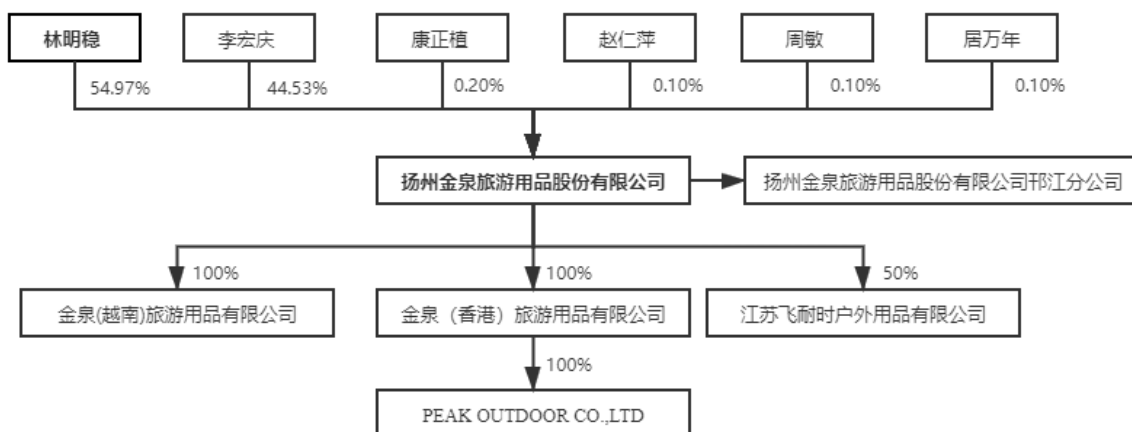 林明稳
李宏庆
康正植
赵仁萍
周敏
居万年
54.97%
44.53%
0.20%
0.10%
0.10%
0.10%
扬州金泉旅游用品股份有限公司
扬州金泉旅游用品股份有限公司邗江分公司
100%
100%
50%
金泉(越南)旅游用品有限公司
金泉（香港）旅游用品有限公司
江苏飞耐时户外用品有限公司
100%
PEAK OUTDOOR CO.,LTD